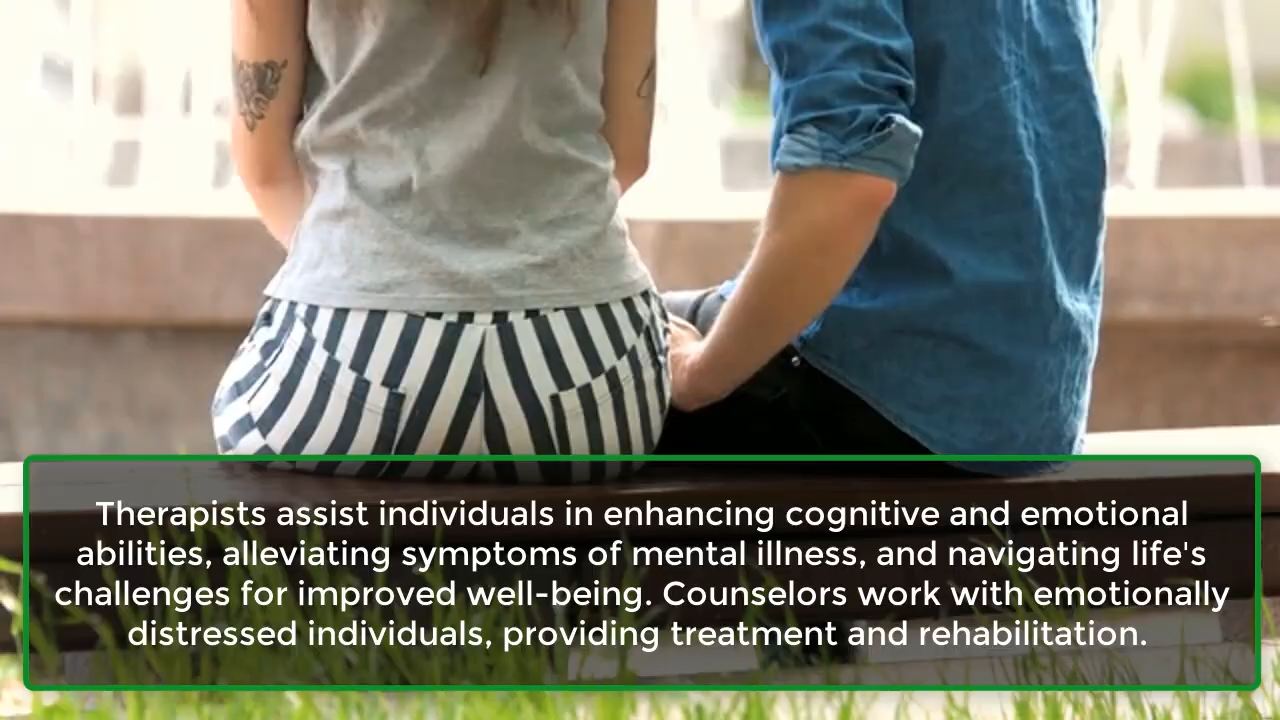 Therapists assist individuals in enhancing cognitive and emotional
abilities, alleviating symptoms of mental illness, and navigating life's
challenges for improved well-being. Counselors work with emotionally
distressed individuals, providing treatment and rehabilitation.